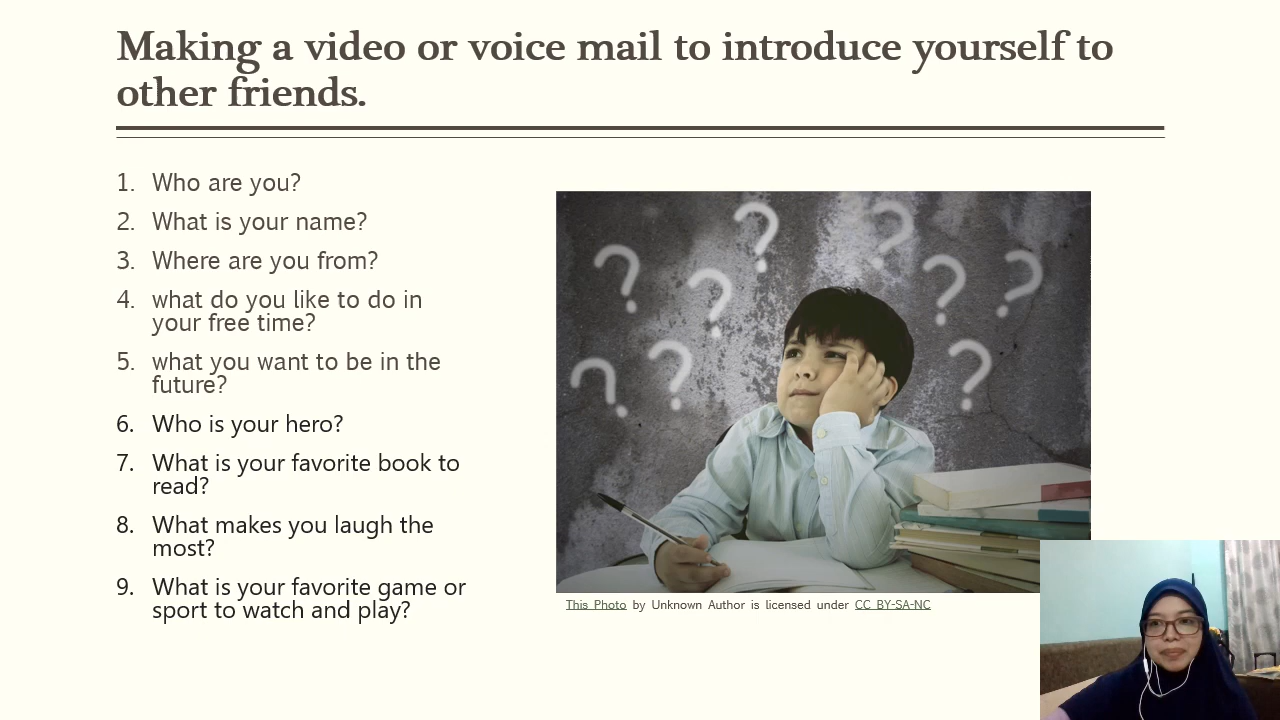 Making a video or voice mail to introduce yourself to
other friends.
1. Who are you?
2. What is your name?
3. Where are you from?
4. what do you like to do in
your free time?
5. what you want to be in the
future?
6. Who is your hero?
7. What is your favorite book to
read?
8. What makes you laugh the
most?
9. What is your favorite game or
sport to watch and play?
This Photo by Unknown Author is licensed under CC BY-SA-NC